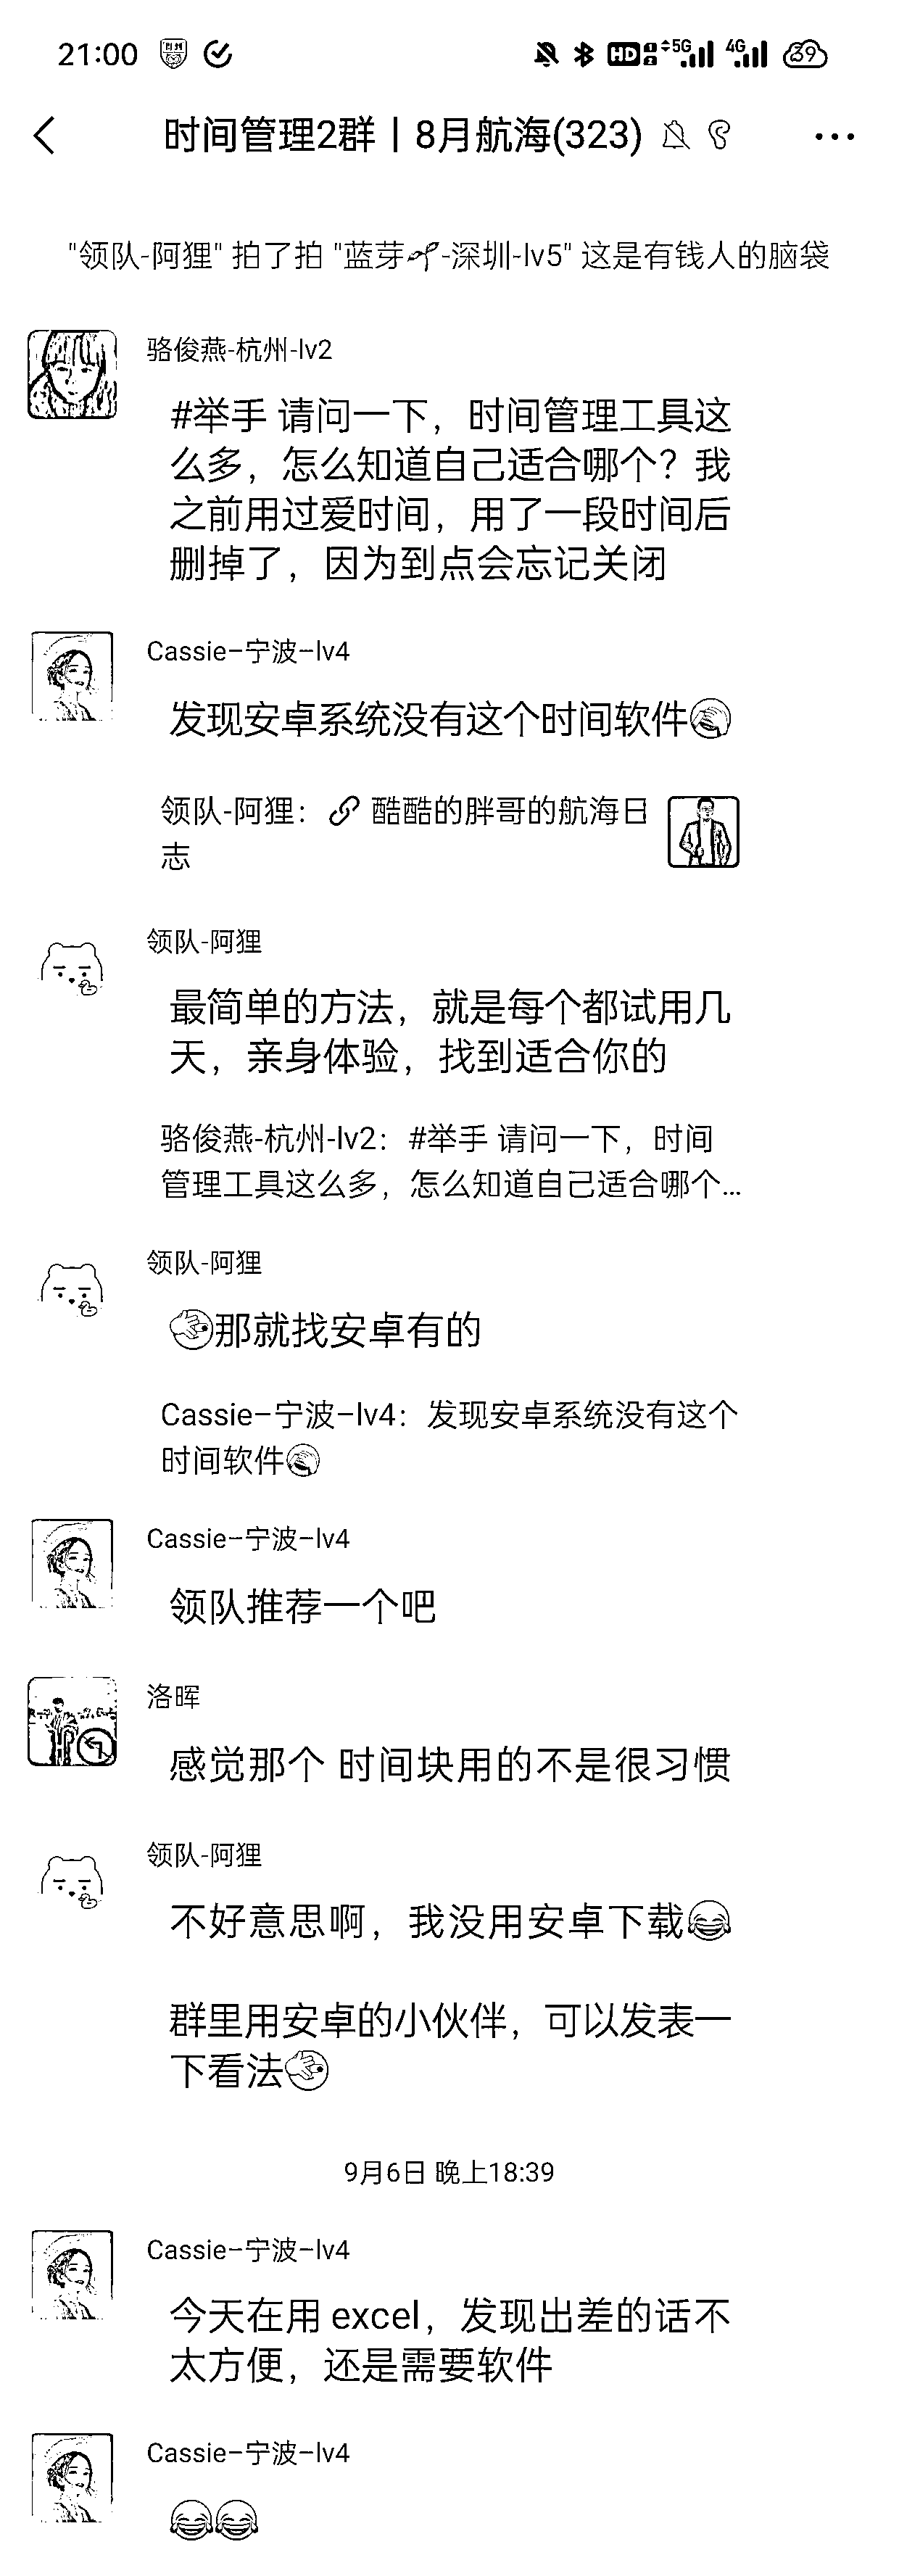 21:00 HD 5G 4G 39
时间管理2群丨8月航海(323)
"领队-阿狸" 拍了拍 "蓝芽🌱-深圳-lv5" 这是有钱人的脑袋
骆俊燕-杭州-lv2
#举手 请问一下，时间管理工具这
么多，怎么知道自己适合哪个？我
之前用过爱时间，用了一段时间后
删掉了，因为到点会忘记关闭
Cassie–宁波–lv4
发现安卓系统没有这个时间软件🤦
领队-阿狸：🔗 酷酷的胖哥的航海日
志
领队-阿狸
最简单的方法，就是每个都试用几
天，亲身体验，找到适合你的
骆俊燕-杭州-lv2：#举手 请问一下，时间
管理工具这么多，怎么知道自己适合哪个...
领队-阿狸
那就找安卓有的
Cassie–宁波–lv4：发现安卓系统没有这个
时间软件🤦
Cassie–宁波–lv4
领队推荐一个吧
洛晖
感觉那个 时间块用的不是很习惯
领队-阿狸
不好意思啊，我没用安卓下载😂
群里用安卓的小伙伴，可以发表一
下看法
9月6日 晚上18:39
Cassie–宁波–lv4
今天在用 excel，发现出差的话不
太方便，还是需要软件
Cassie–宁波–lv4
😂😂